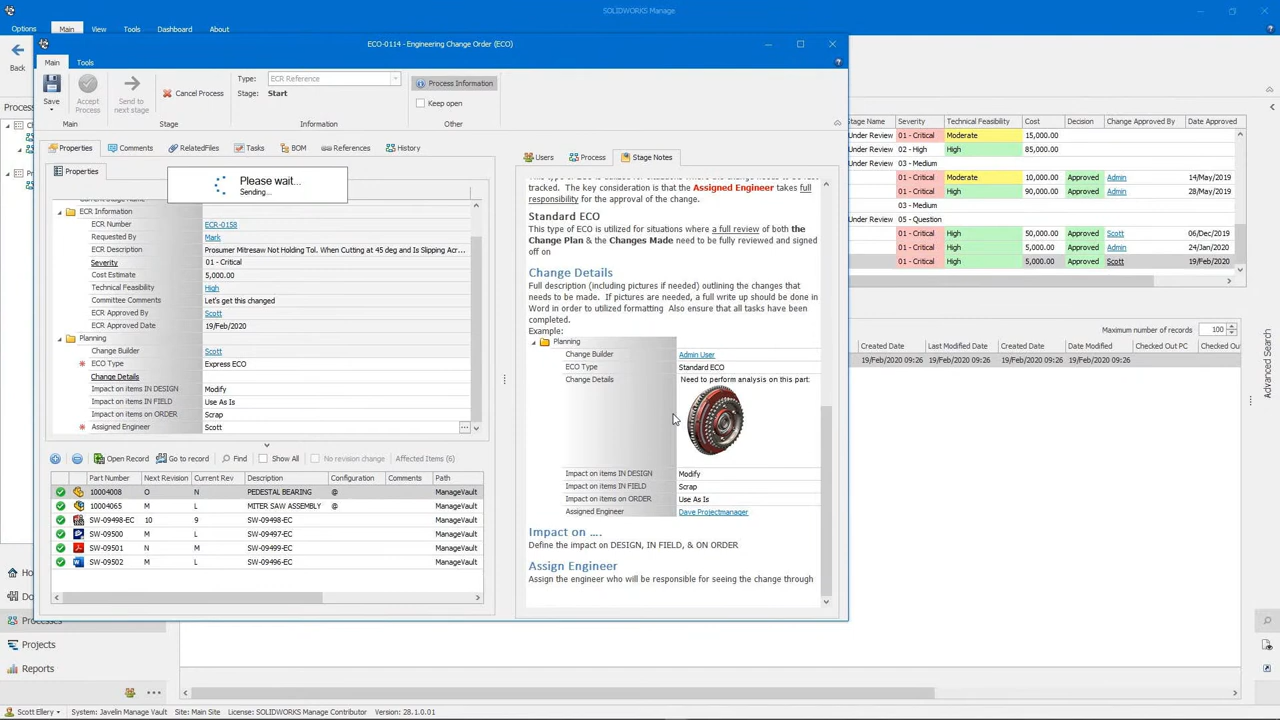 SOLIDWORKS Manage
Options Main View Tools Dashboard About
ECO-0114 - Engineering Change Order (ECO)
Back
Main Tools
Save
Accept Process
Send to next stage
Cancel Process
Type: ECR Reference
Stage: Start
Process Information
Keep open
Main Stage Information Other
Properties Comments RelatedFiles Tasks BOM References History
Properties
Please wait...
Sending...
ECR Information
ECR Number ECR-0158
Requested By Mark
ECR Description Prosumer Mitresaw Not Holding Tol. When Cutting at 45 deg and Is Slipping Acr...
Severity 01 - Critical
Cost Estimate 5,000.00
Technical Feasibility High
Committee Comments Let's get this changed
ECR Approved By Scott
ECR Approved Date 19/Feb/2020
Planning
Change Builder Scott
ECO Type Express ECO
Change Details
Impact on items IN DESIGN Modify
Impact on items IN FIELD Use As Is
Impact on items on ORDER Scrap
Assigned Engineer Scott
Open Record Go to record Find Show All No revision change Affected Items (6)
Part Number Next Revision Current Rev Description Configuration Comments Path
10004008 O N PEDESTAL BEARING @ ManageVault
10004065 M L MITER SAW ASSEMBLY @ ManageVault
SW-09498-EC 10 9 SW-09498-EC ManageVault
SW-09500 M L SW-09497-EC ManageVault
SW-09501 N M SW-09499-EC ManageVault
SW-09502 M L SW-09496-EC ManageVault
Users Process Stage Notes
tracked. The key consideration is that the Assigned Engineer takes full
responsibility for the approval of the change.
Standard ECO
This type of ECO is utilized for situations where a full review of both the
Change Plan & the Changes Made need to be fully reviewed and signed
off on
Change Details
Full description (including pictures if needed) outlining the changes that
needs to be made. If pictures are needed, a full write up should be done in
Word in order to utilized formatting Also ensure that all tasks have been
completed.
Example:
Planning
Change Builder Admin User
ECO Type Standard ECO
Change Details Need to perform analysis on this part:
Impact on items IN DESIGN Modify
Impact on items IN FIELD Scrap
Impact on items on ORDER Use As Is
Assigned Engineer Dave Projectmanager
Impact on ....
Define the impact on DESIGN, IN FIELD, & ON ORDER
Assign Engineer
Assign the engineer who will be responsible for seeing the change through
Stage Name Severity Technical Feasibility Cost Decision Change Approved By Date Approved
Under Review 01 - Critical Moderate 15,000.00
Under Review 02 - High High 85,000.00
Under Review 03 - Medium
01 - Critical Moderate 10,000.00 Approved Admin 14/May/2019
01 - Critical High 90,000.00 Approved Admin 28/May/2019
03 - Medium
Under Review 05 - Question
01 - Critical High 50,000.00 Approved Scott 06/Dec/2019
01 - Critical High 5,000.00 Approved Admin 24/Jan/2020
01 - Critical High 5,000.00 Approved Scott 19/Feb/2020
Maximum number of records 100
Created Date Last Modified Date Created Date Date Modified Checked Out PC Checked Out
19/Feb/2020 09:26 19/Feb/2020 09:26 19/Feb/2020 09:26 19/Feb/2020 09:26
Advanced Search
Processes
Projects
Reports
Scott Ellery System: Javelin Manage Vault Site: Main Site License: SOLIDWORKS Manage Contributor Version: 28.1.0.01